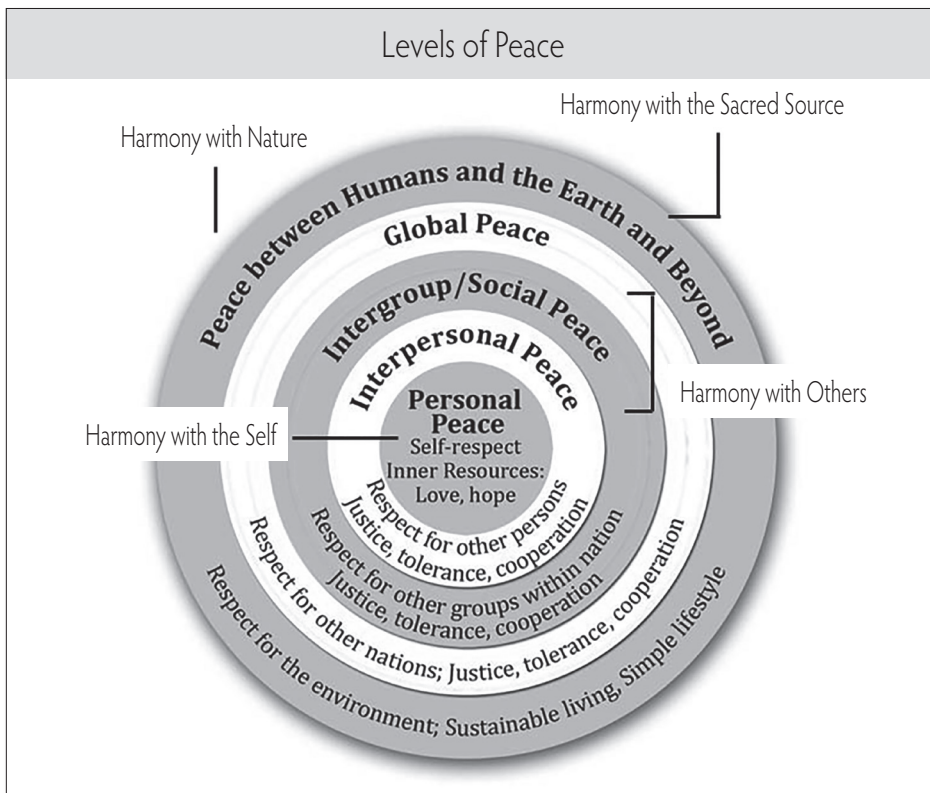 Levels of Peace
Harmony with the Sacred Source
Harmony with Nature
Peace between Humans and the Earth and Beyond
Global Peace
Intergroup/Social Peace
Interpersonal Peace
Harmony with Others
Personal
Peace
Harmony with the Self
Self-respect
Inner Resources:
Love, hope
Respect for other persons
Justice, tolerance, cooperation
Respect for other groups within nation
Justice, tolerance, cooperation
Respect for other nations; Justice, tolerance, cooperation
Respect for the environment; Sustainable living, Simple lifestyle